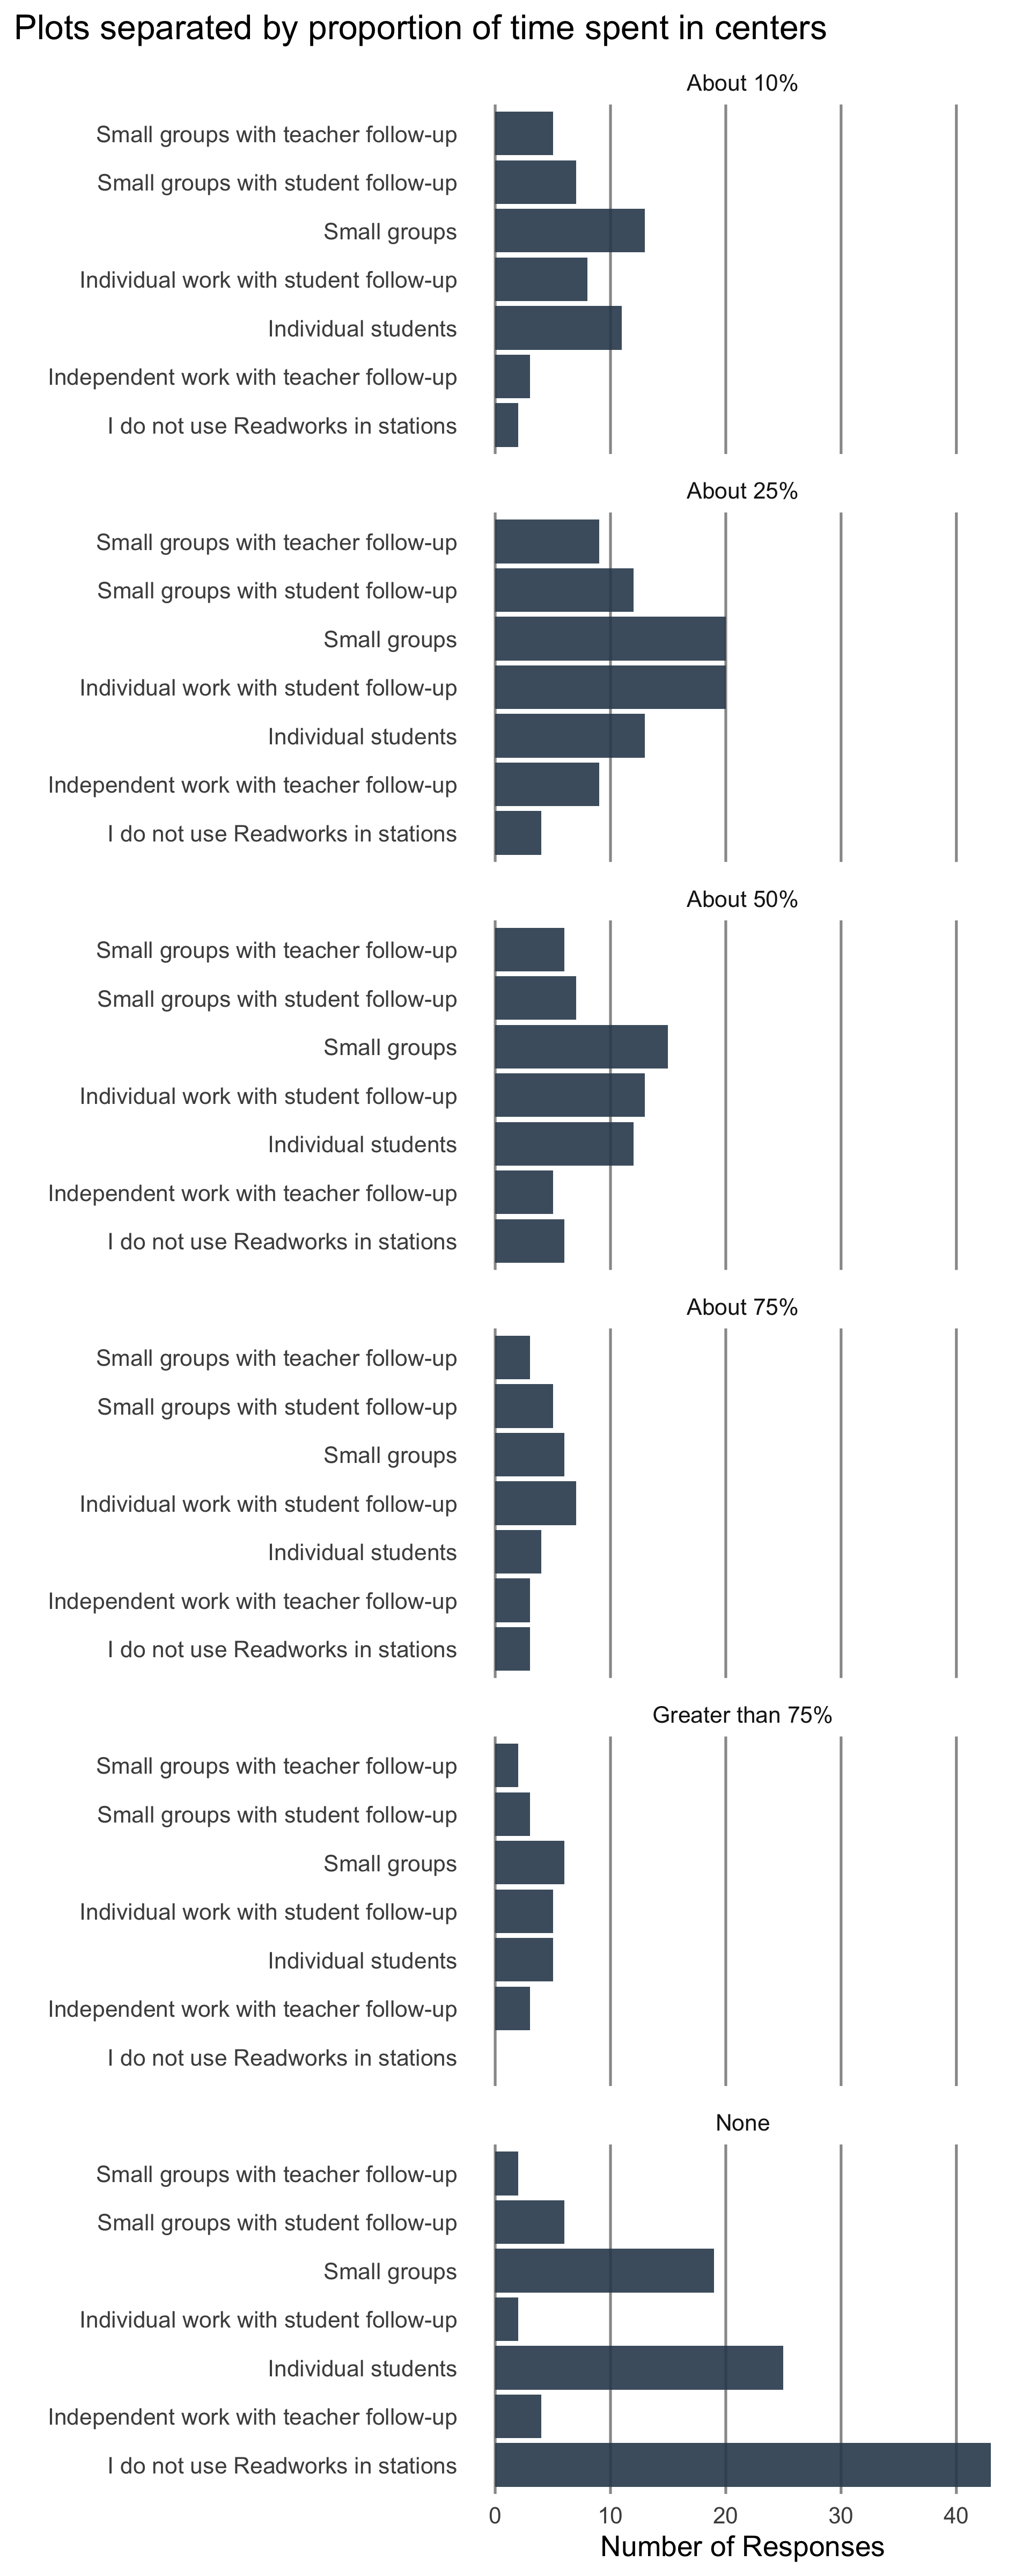 Plots separated by proportion of time spent in centers
About 10%
Small groups with teacher follow-up
Small groups with student follow-up
Small groups
Individual work with student follow-up
Individual students
Independent work with teacher follow-up
I do not use Readworks in stations
About 25%
Small groups with teacher follow-up
Small groups with student follow-up
Small groups
Individual work with student follow-up
Individual students
Independent work with teacher follow-up
I do not use Readworks in stations
About 50%
Small groups with teacher follow-up
Small groups with student follow-up
Small groups
Individual work with student follow-up
Individual students
Independent work with teacher follow-up
I do not use Readworks in stations
About 75%
Small groups with teacher follow-up
Small groups with student follow-up
Small groups
Individual work with student follow-up
Individual students
Independent work with teacher follow-up
I do not use Readworks in stations
Greater than 75%
Small groups with teacher follow-up
Small groups with student follow-up
Small groups
Individual work with student follow-up
Individual students
Independent work with teacher follow-up
I do not use Readworks in stations
None
Small groups with teacher follow-up
Small groups with student follow-up
Small groups
Individual work with student follow-up
Individual students
Independent work with teacher follow-up
I do not use Readworks in stations
0 10 20 30 40
Number of Responses